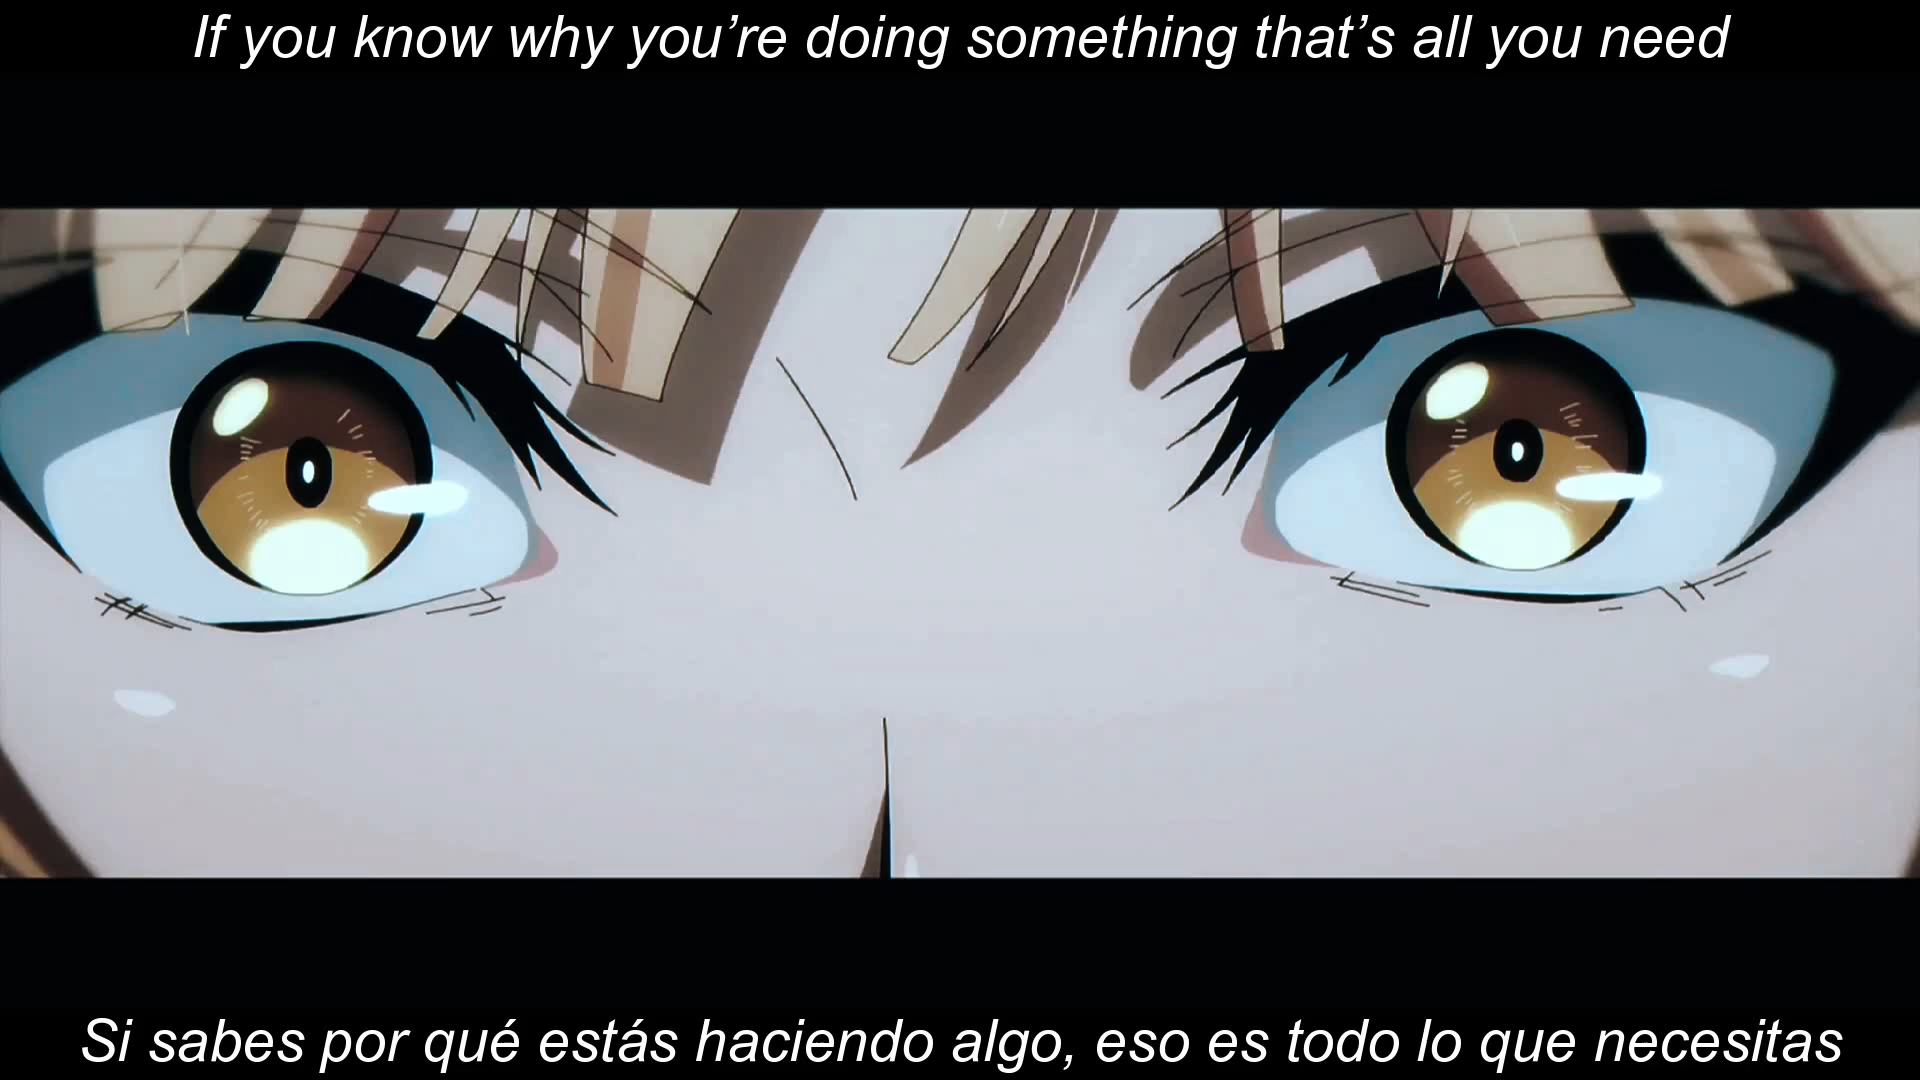 If you know why you’re doing something that’s all you need
Si sabes por qué estás haciendo algo, eso es todo lo que necesitas